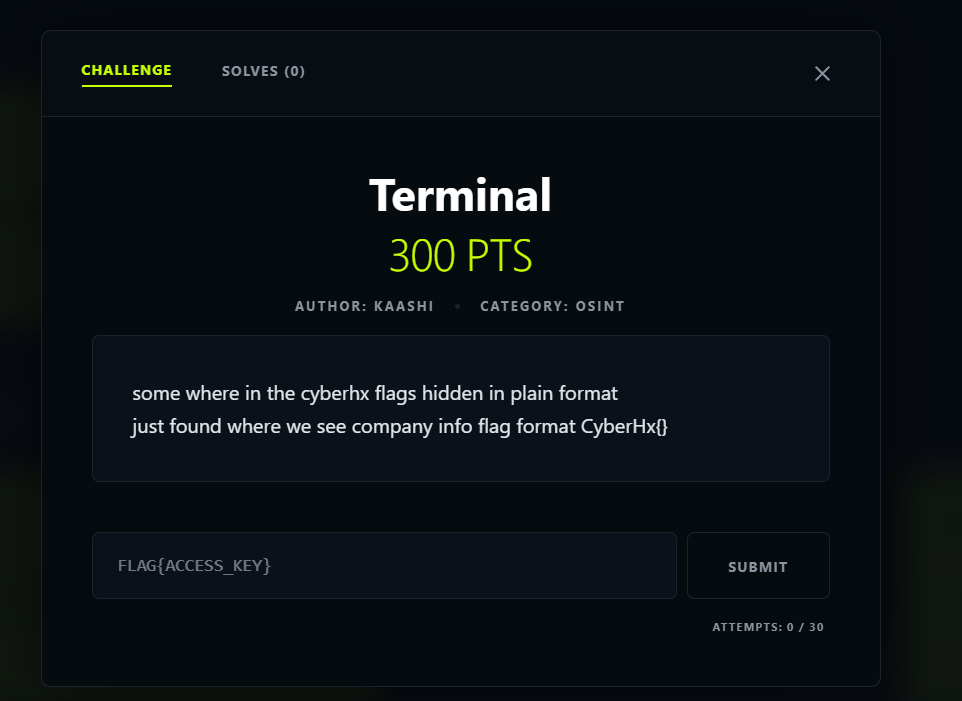 CHALLENGE
SOLVES (0)
Terminal
300 PTS
AUTHOR: KAASHI • CATEGORY: OSINT
some where in the cyberhx flags hidden in plain format
just found where we see company info flag format CyberHx{}
FLAG{ACCESS_KEY}
SUBMIT
ATTEMPTS: 0 / 30